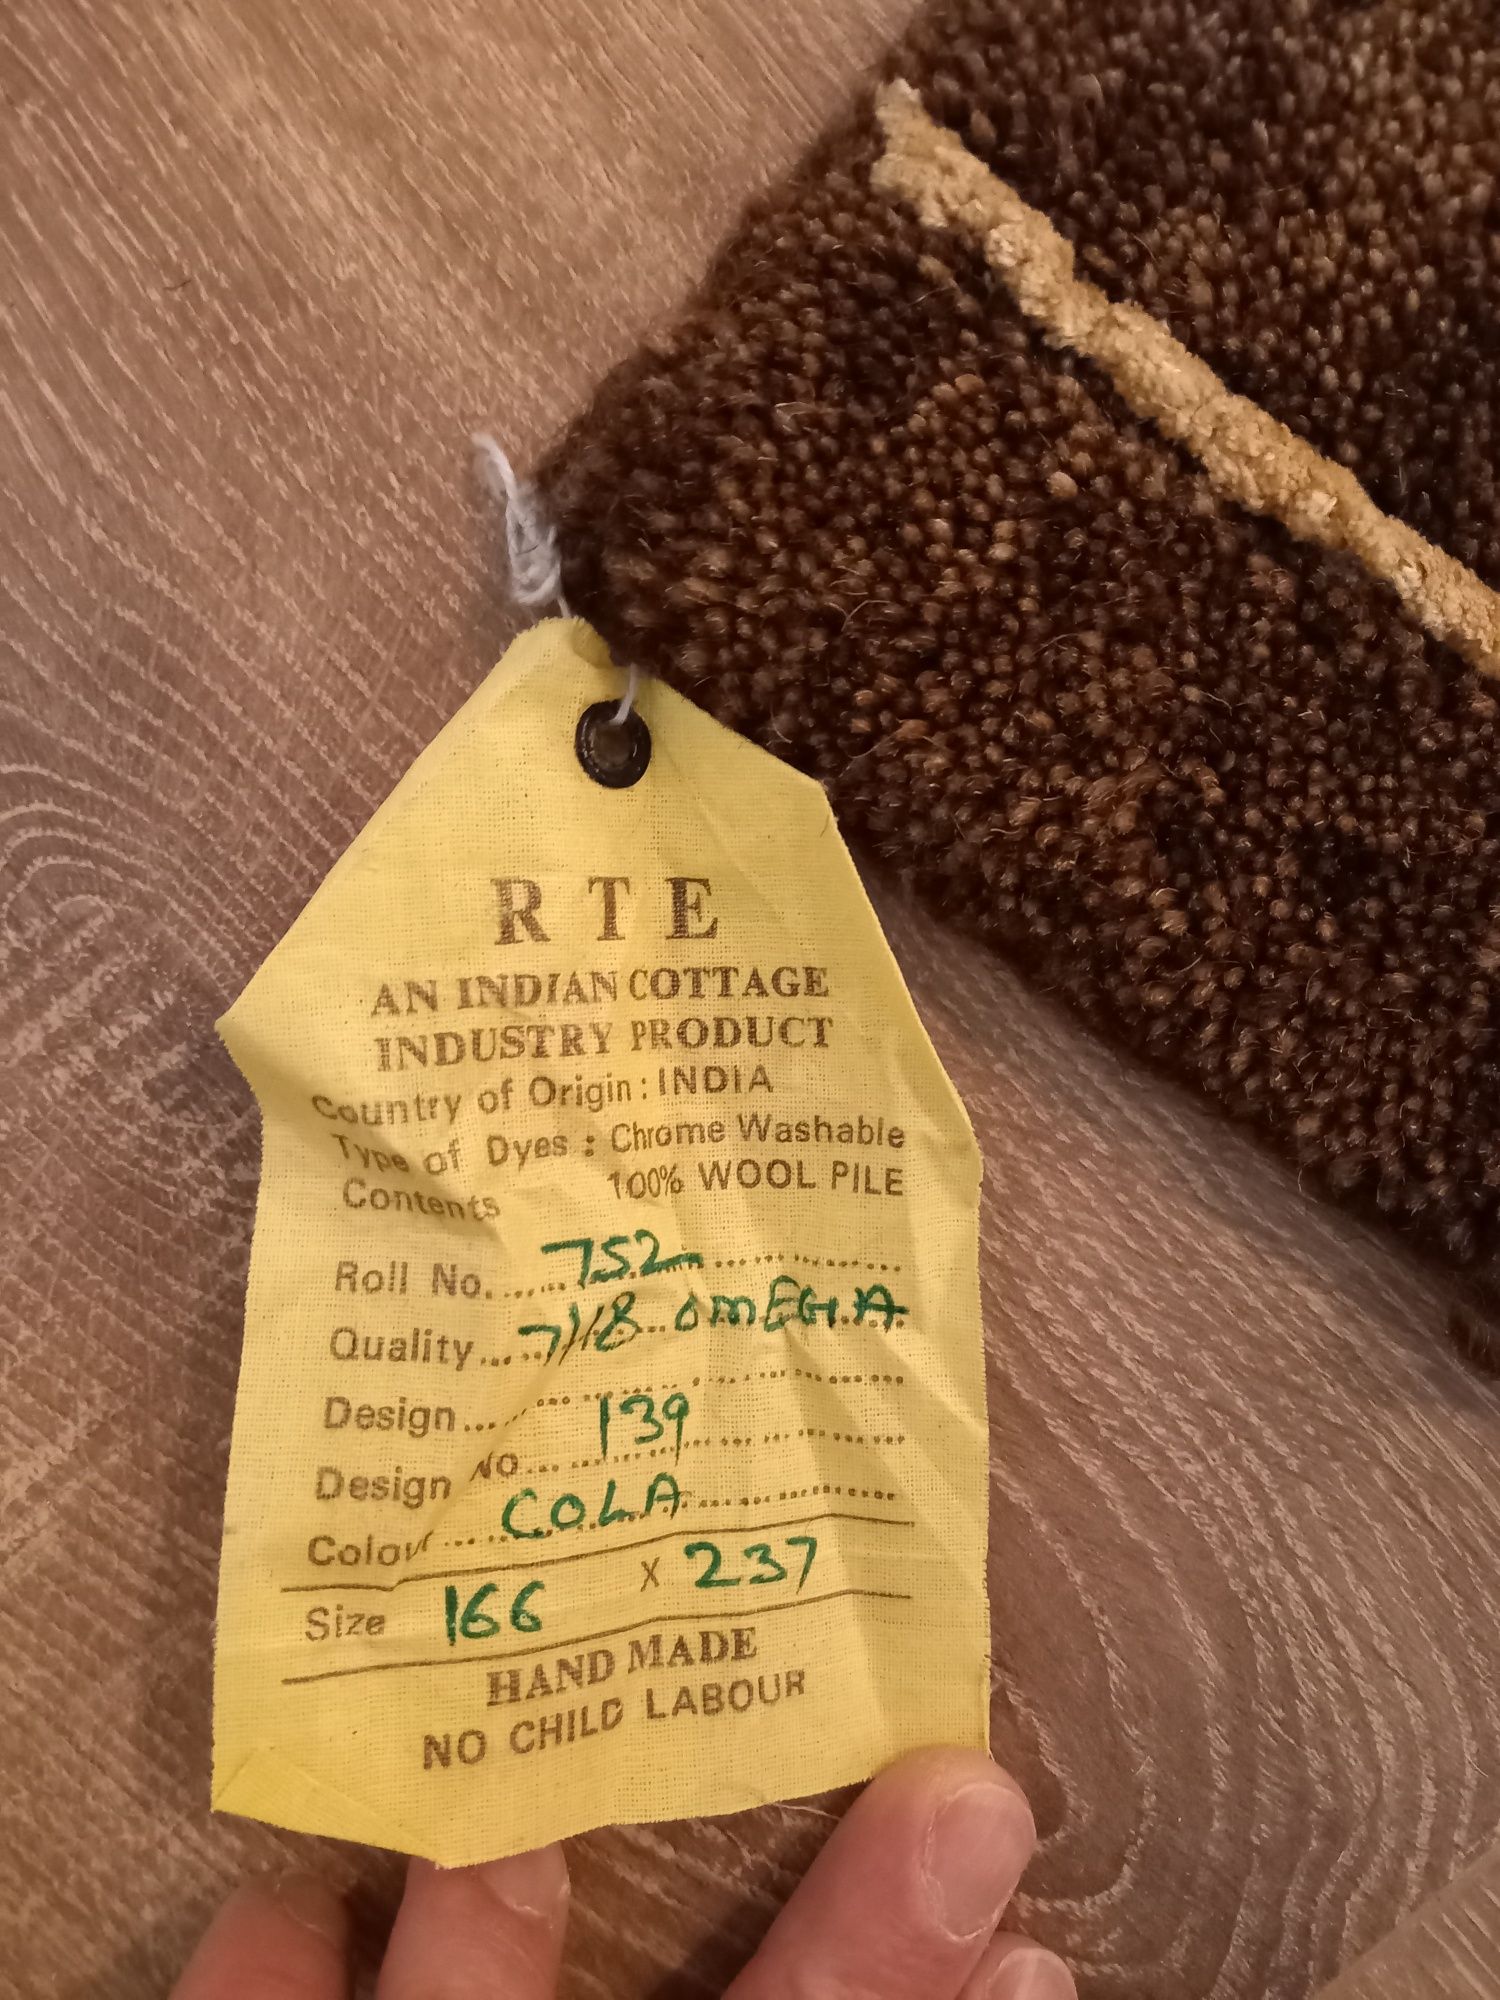 R T E
AN INDIAN COTTAGE
INDUSTRY PRODUCT
Country of Origin : INDIA
Type of Dyes : Chrome Washable
Contents 100% WOOL PILE
Roll No. 752
Quality 7/18 OMEGA
Design
Design No 139
Colour COLA
Size 166 X 237
HAND MADE
NO CHILD LABOUR